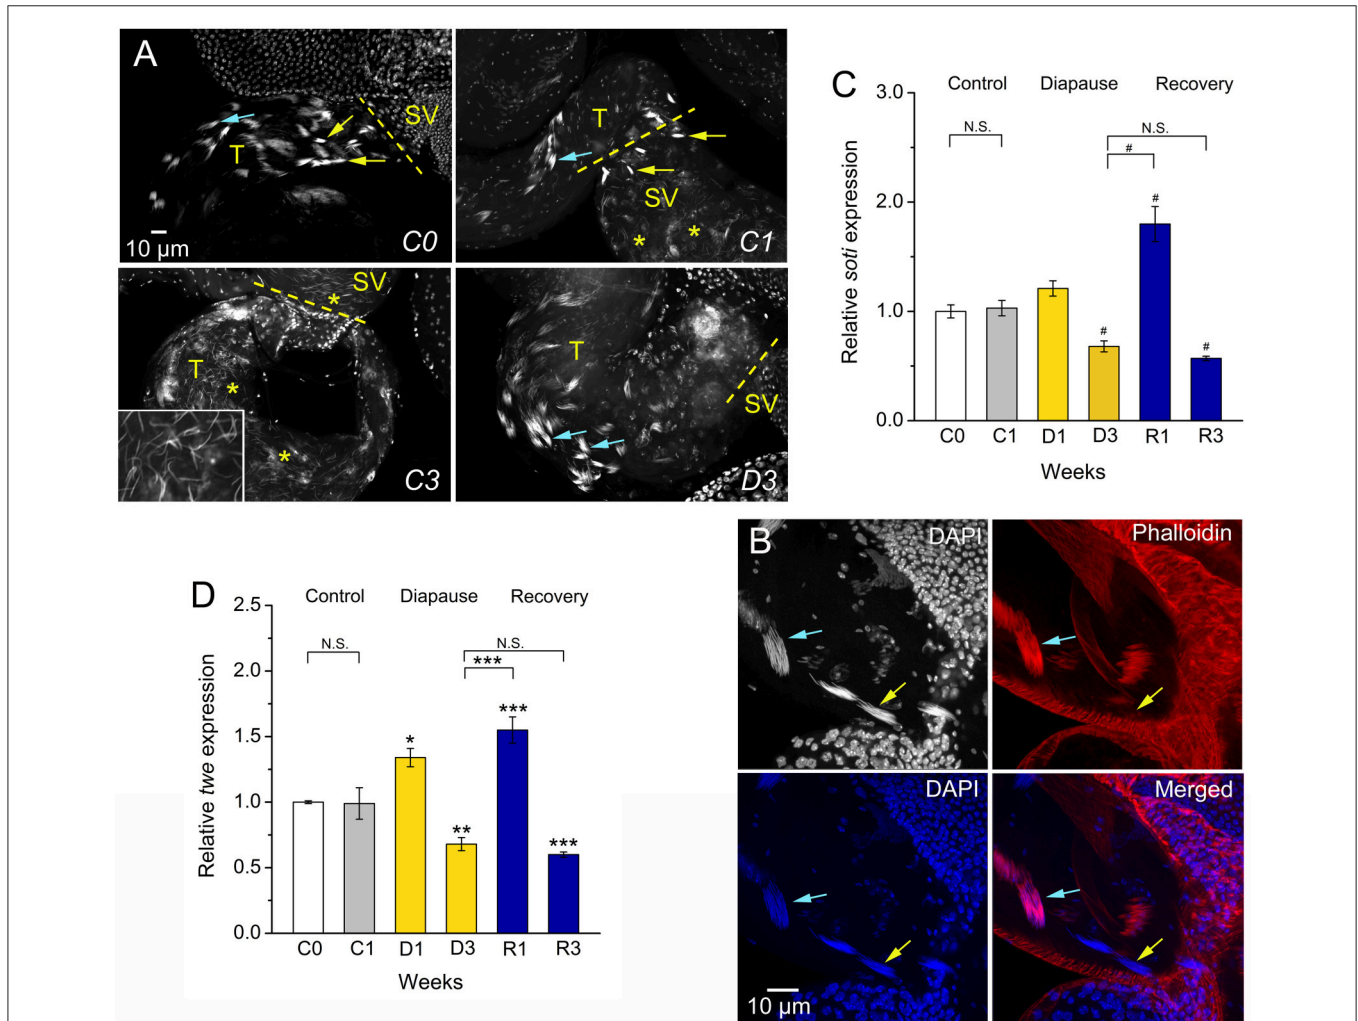 A
T
SV
10 µm
C0
T
SV
*
*
C1
SV
*
T
*
*
C3
T
SV
D3
C
Control Diapause Recovery
N.S.
N.S.
#
#
#
#
Relative soti expression
3.0
2.0
1.0
0.0
C0 C1 D1 D3 R1 R3
Weeks
B
DAPI
Phalloidin
DAPI
10 µm
Merged
D
Control Diapause Recovery
N.S.
N.S.
***
*
**
***
***
Relative twe expression
2.5
2.0
1.5
1.0
0.5
0.0
C0 C1 D1 D3 R1 R3
Weeks